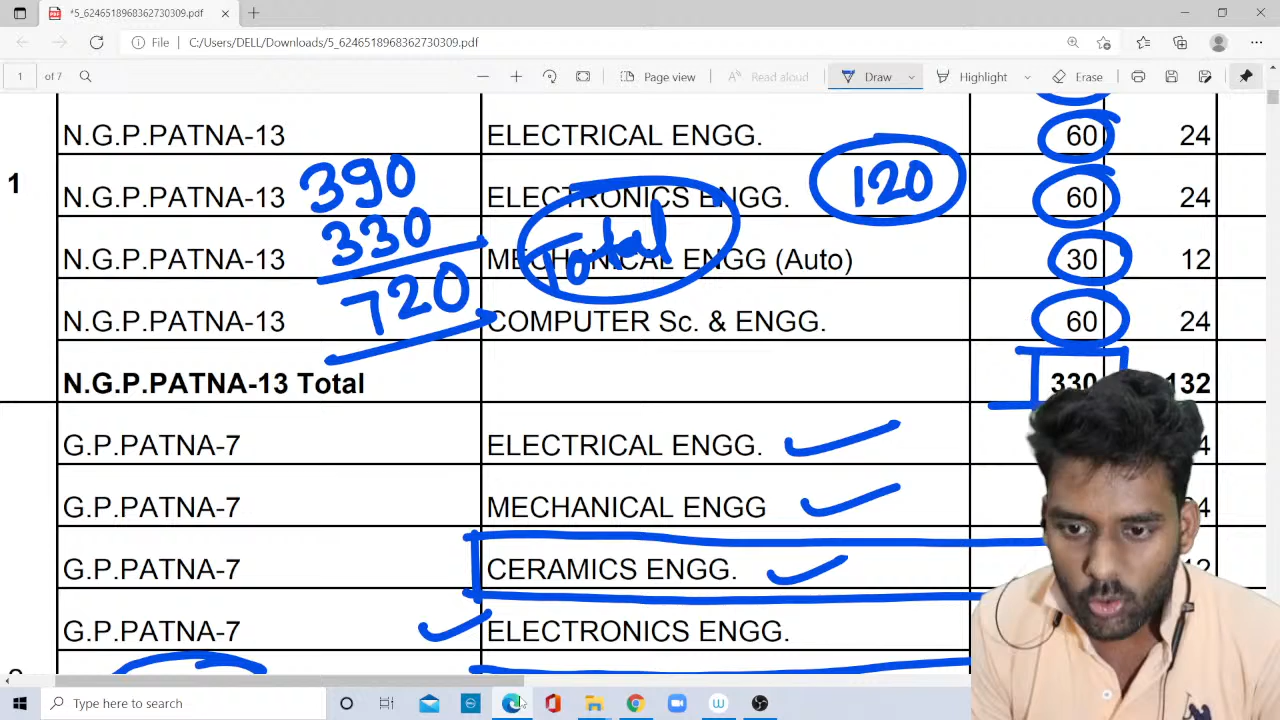 *5_6246518968362730309.pdf
File C:/Users/DELL/Downloads/5_6246518968362730309.pdf
1 of 7 Page view Read aloud Draw Highlight Erase
N.G.P.PATNA-13 ELECTRICAL ENGG. 60 24
1 N.G.P.PATNA-13 390 ELECTRONICS ENGG. 120 60 24
N.G.P.PATNA-13 330 MECHANICAL ENGG (Auto) Total 30 12
N.G.P.PATNA-13 720 COMPUTER Sc. & ENGG. 60 24
N.G.P.PATNA-13 Total 330 132
G.P.PATNA-7 ELECTRICAL ENGG.
G.P.PATNA-7 MECHANICAL ENGG
G.P.PATNA-7 CERAMICS ENGG.
G.P.PATNA-7 ELECTRONICS ENGG.
Type here to search